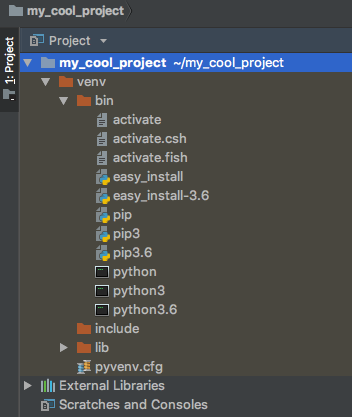 my_cool_project
1: Project
Project
my_cool_project ~/my_cool_project
venv
bin
activate
activate.csh
activate.fish
easy_install
easy_install-3.6
pip
pip3
pip3.6
python
python3
python3.6
include
lib
pyvenv.cfg
External Libraries
Scratches and Consoles